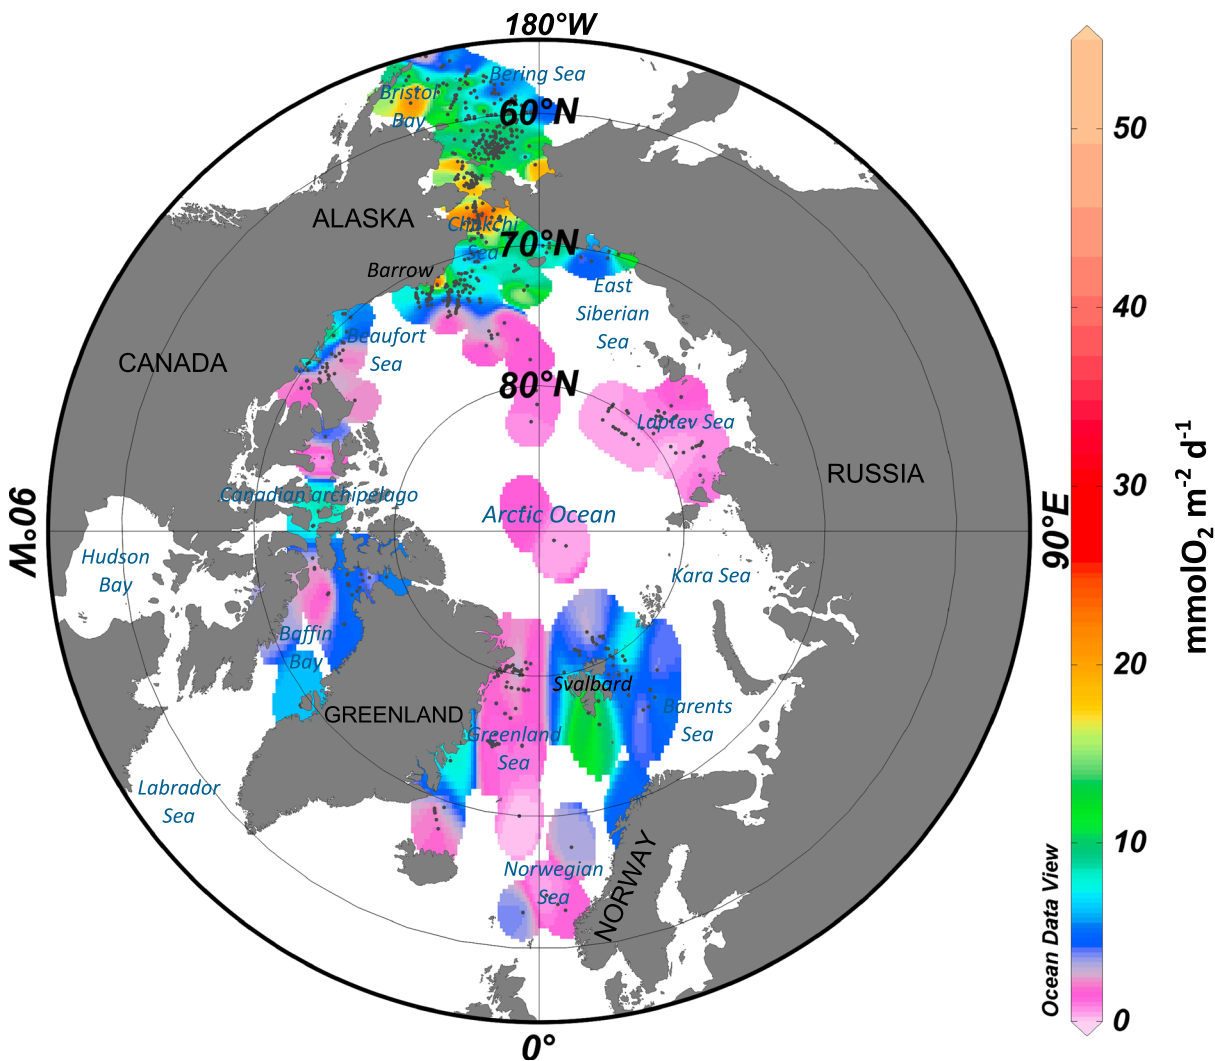 180°W
Bering Sea
Bristol
Bay
60°N
ALASKA
Chukchi
Sea
70°N
Barrow
East
Siberian
Sea
Beaufort
Sea
CANADA
80°N
Laptev Sea
RUSSIA
90°W
Canadian archipelago
Arctic Ocean
90°E
Hudson
Bay
Kara Sea
Baffin
Bay
Svalbard
GREENLAND
Greenland
Sea
Barents
Sea
Labrador
Sea
Norwegian
Sea
NORWAY
0°
50
40
30
20
10
0
mmolO₂ m⁻² d⁻¹
Ocean Data View